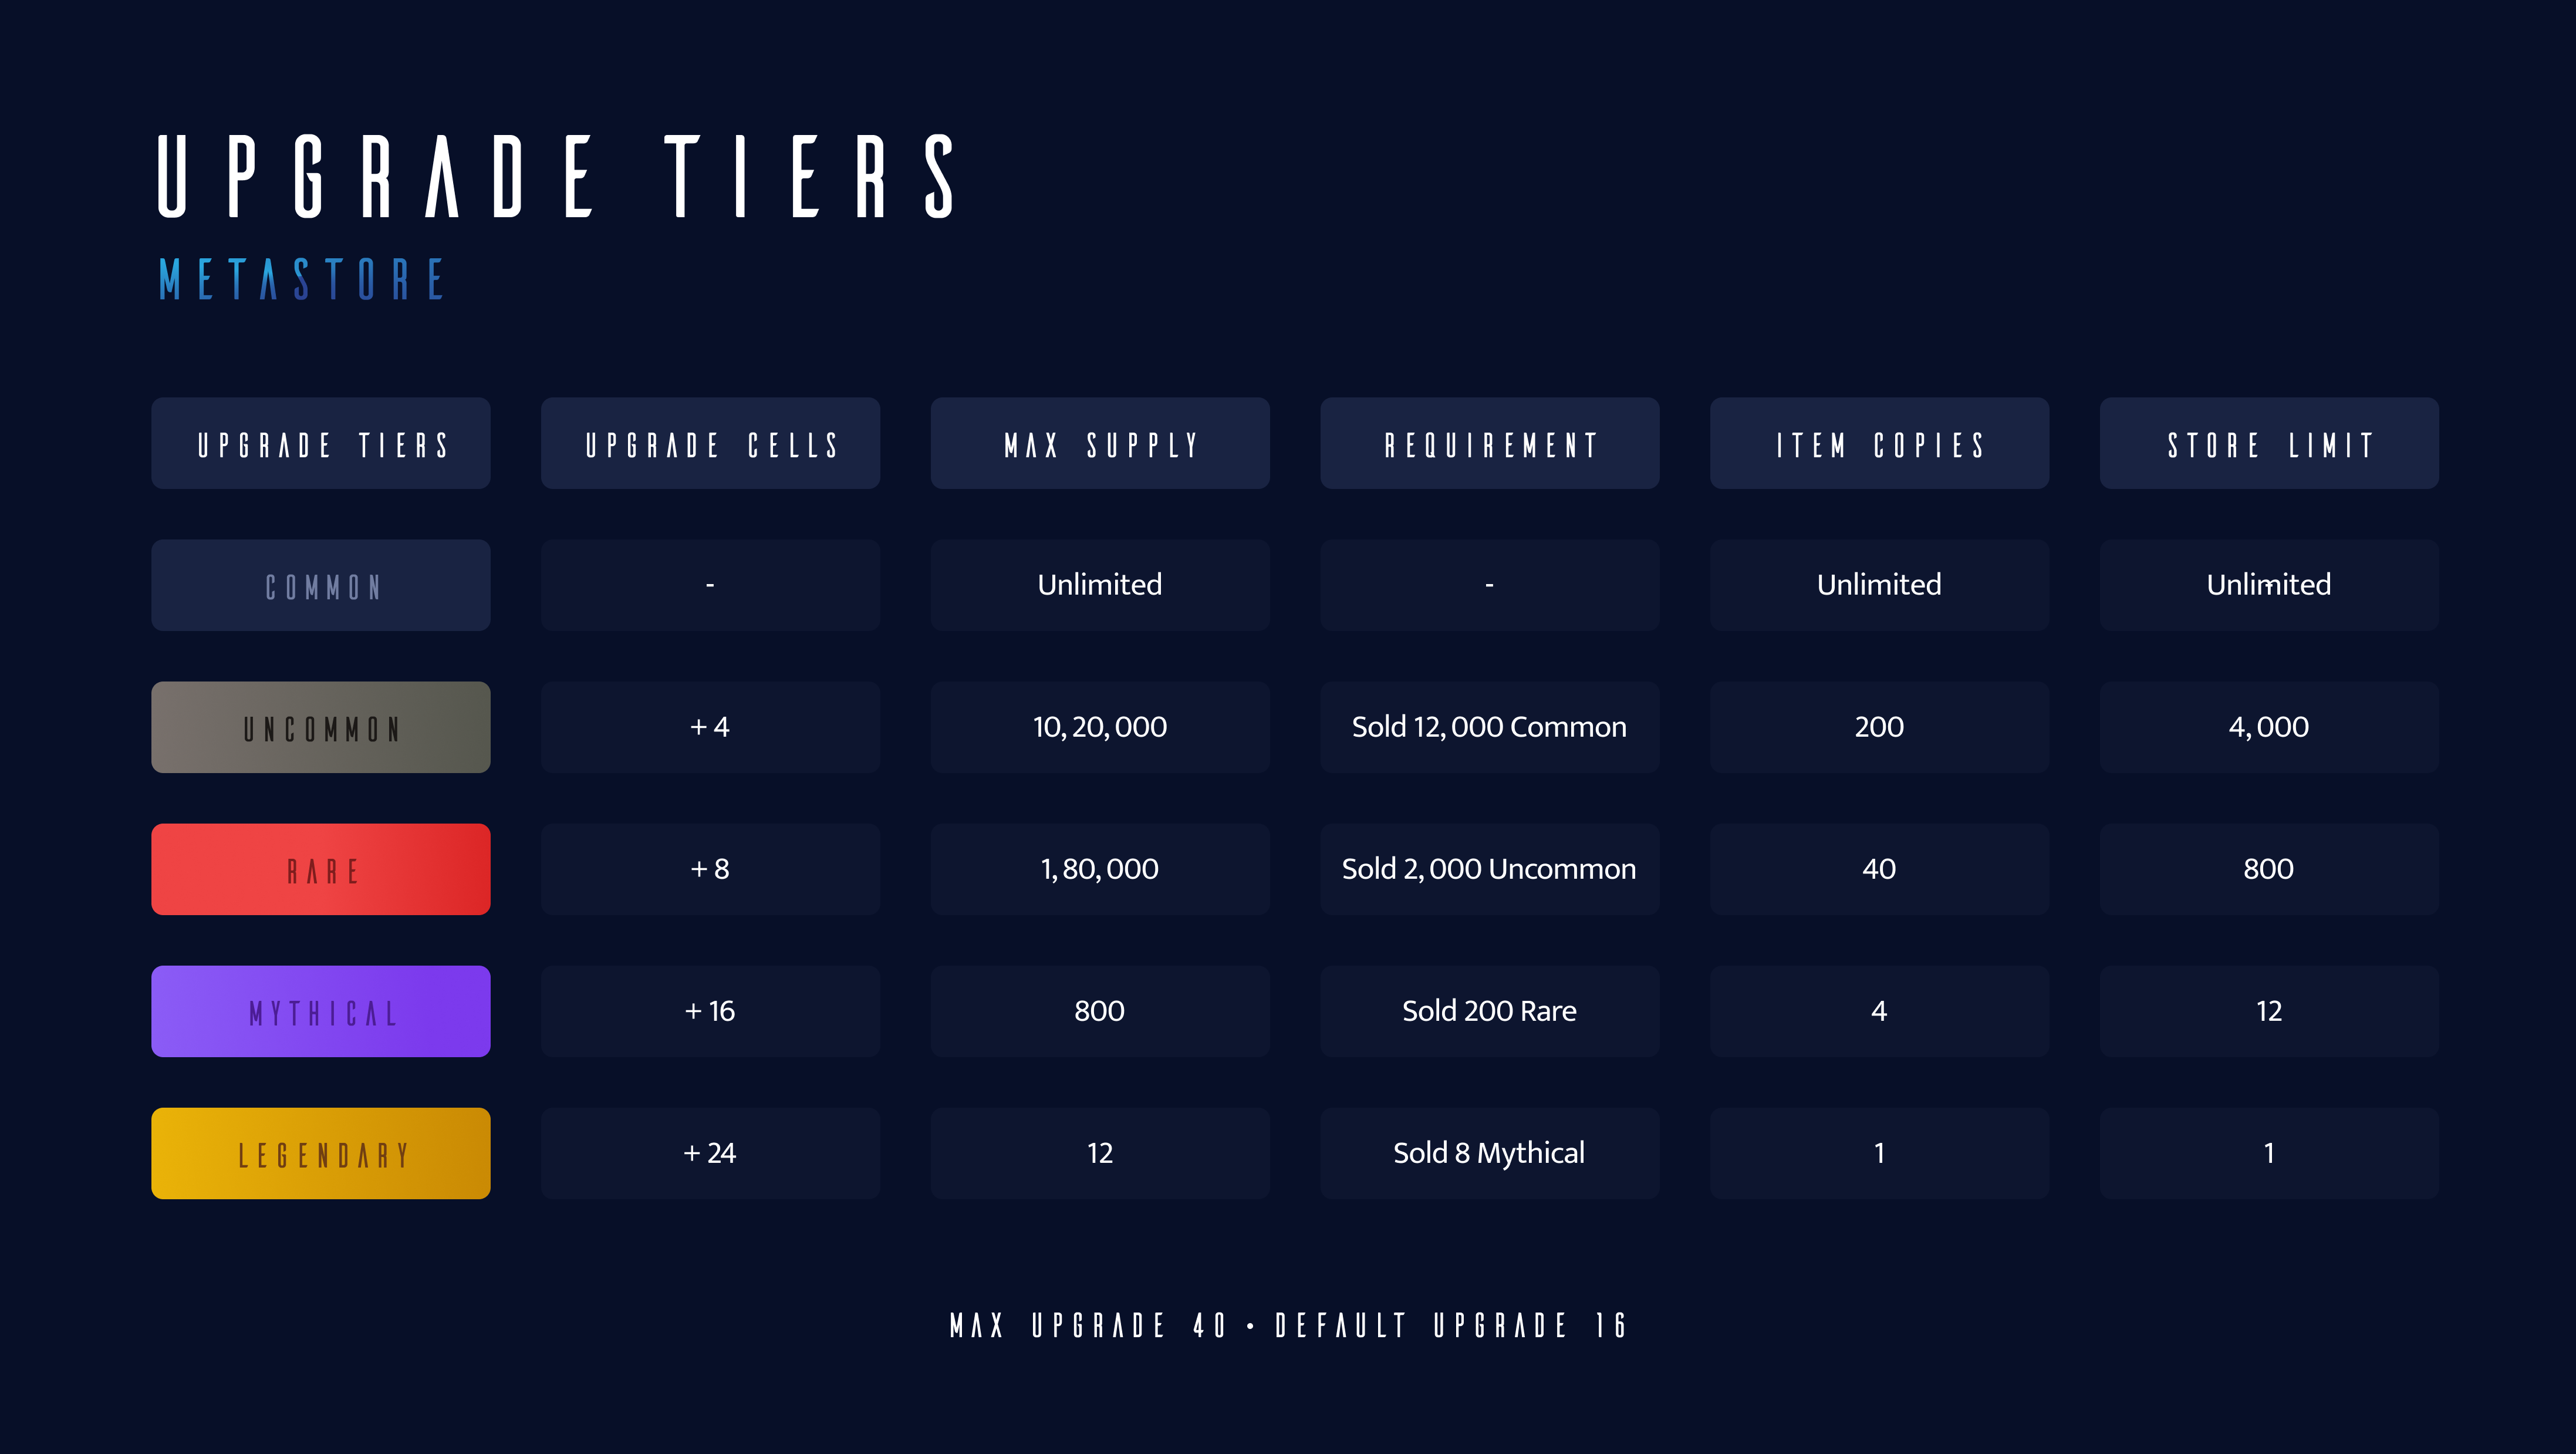 UPGRADE TIERS
METASTORE
UPGRADE TIERS UPGRADE CELLS MAX SUPPLY REQUIREMENT ITEM COPIES STORE LIMIT
COMMON - Unlimited - Unlimited Unlimited
UNCOMMON + 4 10, 20, 000 Sold 12, 000 Common 200 4, 000
RARE + 8 1, 80, 000 Sold 2, 000 Uncommon 40 800
MYTHICAL + 16 800 Sold 200 Rare 4 12
LEGENDARY + 24 12 Sold 8 Mythical 1 1
MAX UPGRADE 40 • DEFAULT UPGRADE 16